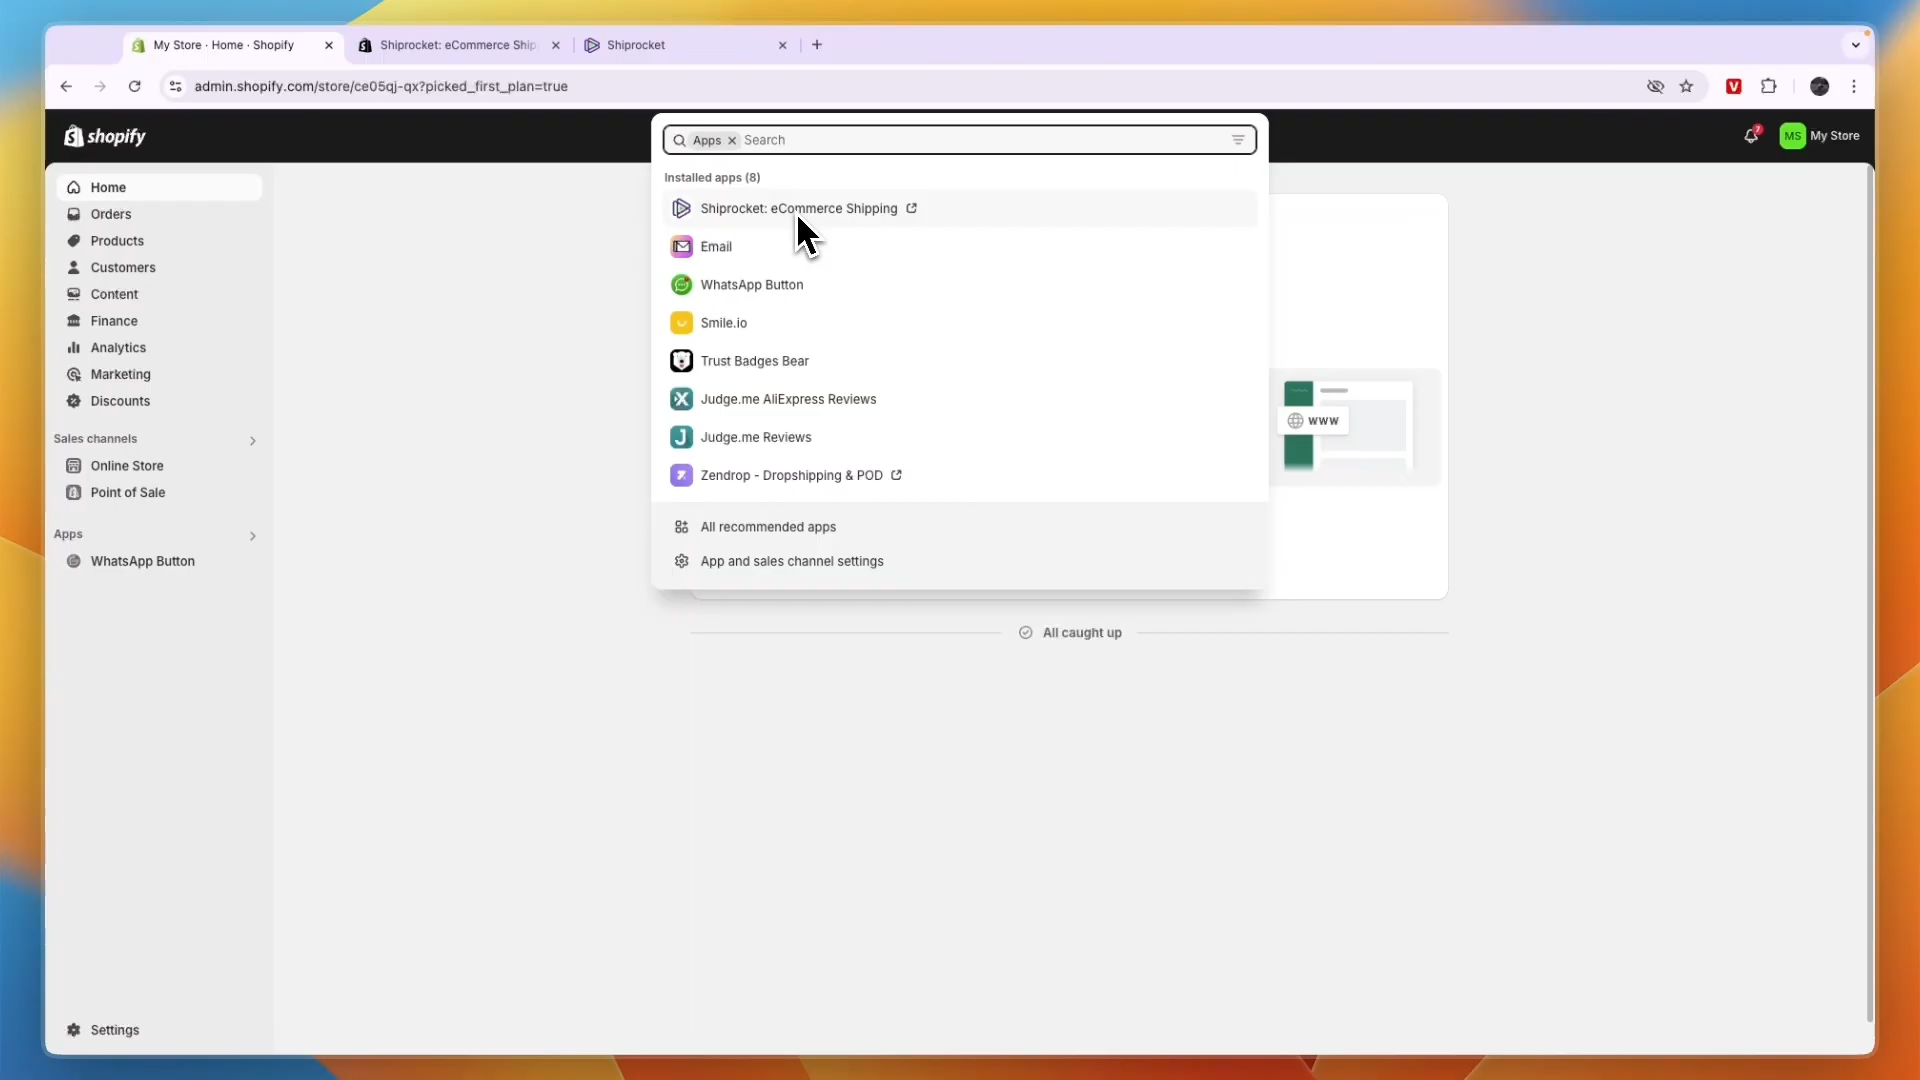 My Store · Home · Shopify
Shiprocket: eCommerce Ship
Shiprocket
admin.shopify.com/store/ce05qj-qx?picked_first_plan=true
V
shopify
Apps
Search
7
MS
My Store
Home
Orders
Products
Customers
Content
Finance
Analytics
Marketing
Discounts
Sales channels
Online Store
Point of Sale
Apps
WhatsApp Button
Settings
Installed apps (8)
Shiprocket: eCommerce Shipping
Email
WhatsApp Button
Smile.io
Trust Badges Bear
Judge.me AliExpress Reviews
J
Judge.me Reviews
Zendrop - Dropshipping & POD
All recommended apps
App and sales channel settings
www
All caught up